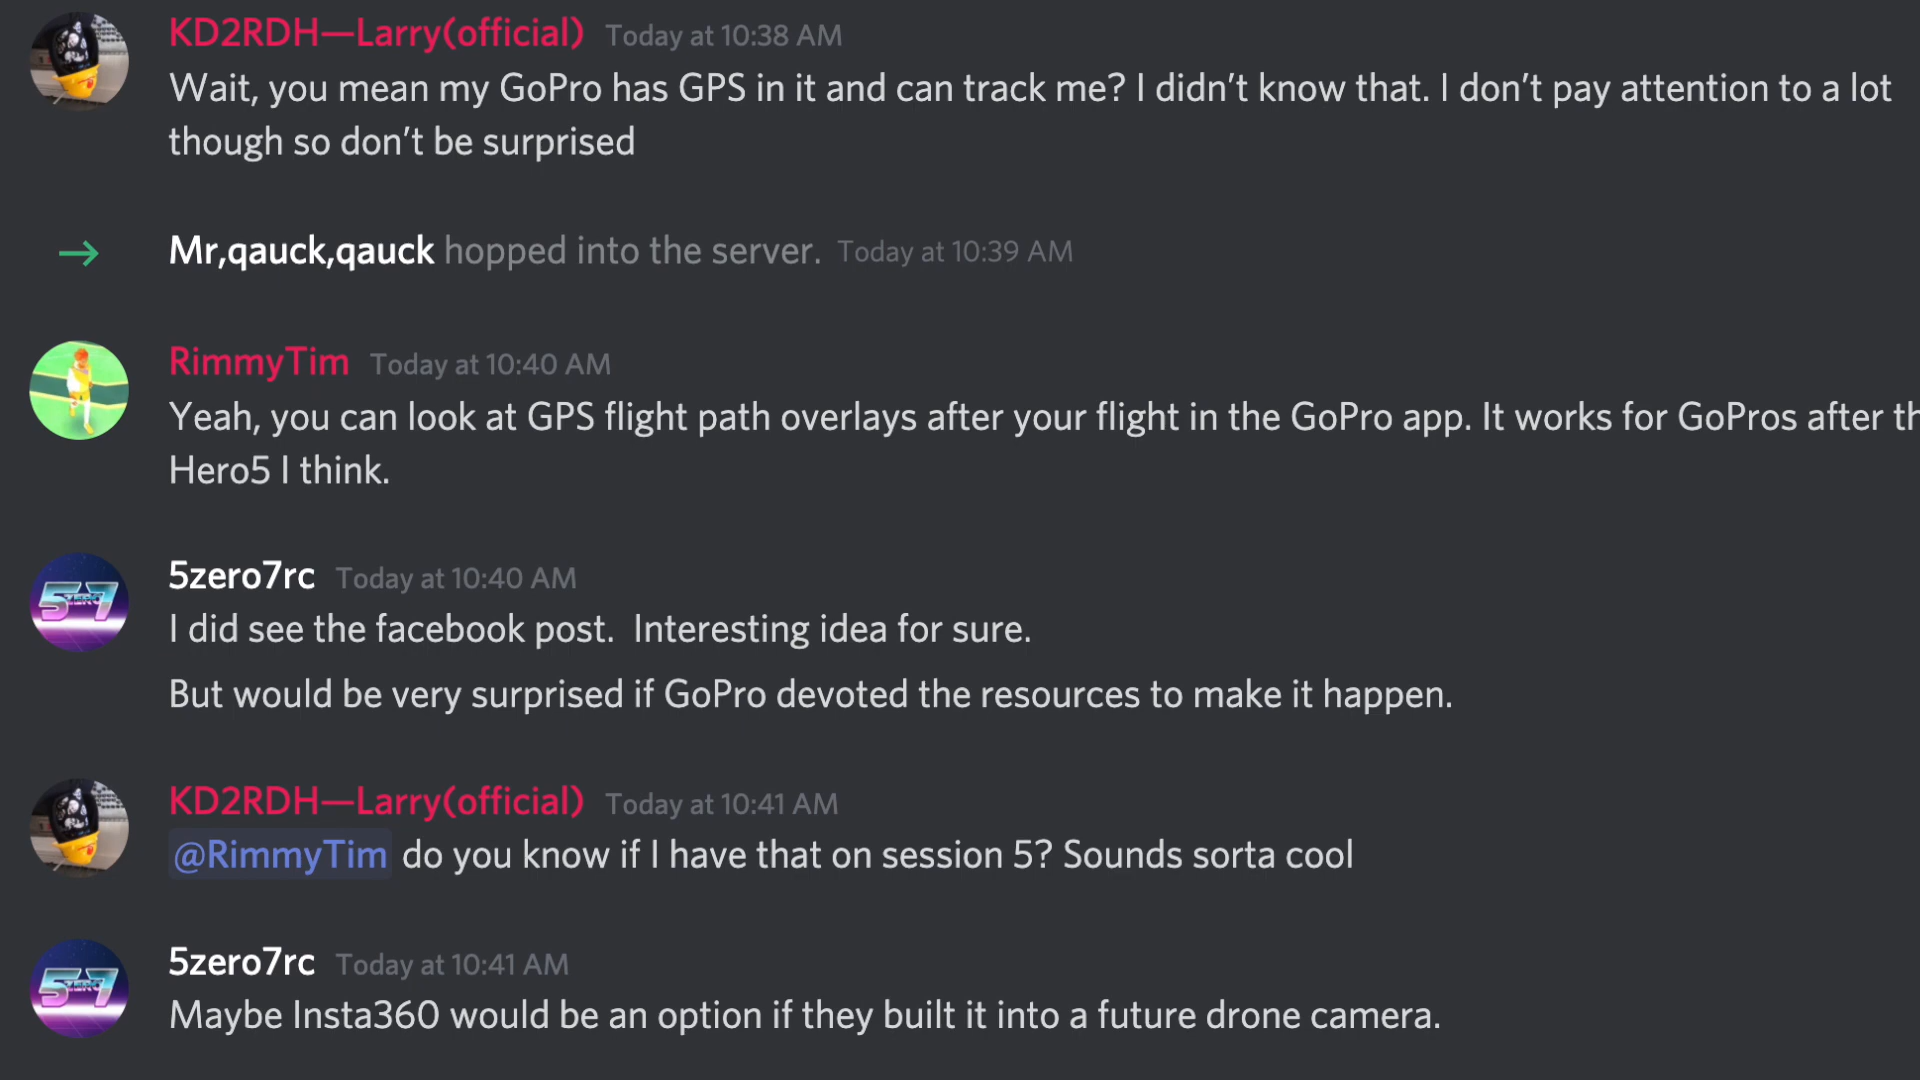 KD2RDH—Larry(official) Today at 10:38 AM
Wait, you mean my GoPro has GPS in it and can track me? I didn’t know that. I don’t pay attention to a lot
though so don’t be surprised
→ Mr,qauck,qauck hopped into the server. Today at 10:39 AM
RimmyTim Today at 10:40 AM
Yeah, you can look at GPS flight path overlays after your flight in the GoPro app. It works for GoPros after th
Hero5 I think.
5zero7rc Today at 10:40 AM
I did see the facebook post.  Interesting idea for sure.
But would be very surprised if GoPro devoted the resources to make it happen.
KD2RDH—Larry(official) Today at 10:41 AM
@RimmyTim do you know if I have that on session 5? Sounds sorta cool
5zero7rc Today at 10:41 AM
Maybe Insta360 would be an option if they built it into a future drone camera.